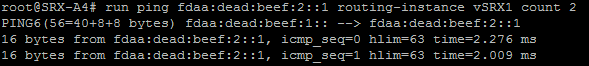 root@SRX-A4# run ping fdaa:dead:beef:2::1 routing-instance vSRX1 count 2
PING6(56=40+8+8 bytes) fdaa:dead:beef:1:: --> fdaa:dead:beef:2::1
16 bytes from fdaa:dead:beef:2::1, icmp_seq=0 hlim=63 time=2.276 ms
16 bytes from fdaa:dead:beef:2::1, icmp_seq=1 hlim=63 time=2.009 ms